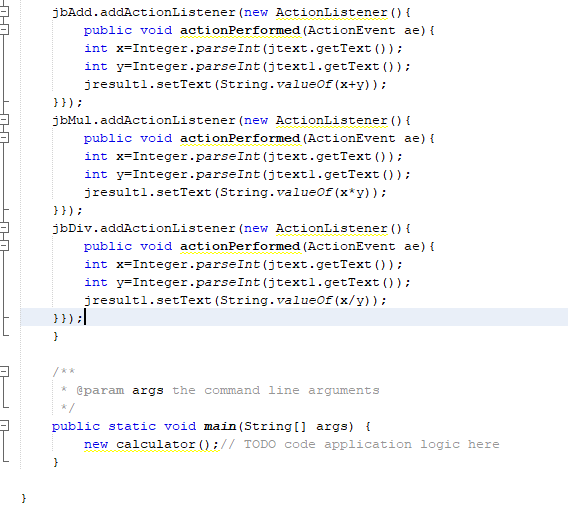 jbAdd.addActionListener(new ActionListener(){
public void actionPerformed(ActionEvent ae){
int x=Integer.parseInt(jtext.getText());
int y=Integer.parseInt(jtext1.getText());
jresult1.setText(String.valueOf(x+y));
}});
jbMul.addActionListener(new ActionListener(){
public void actionPerformed(ActionEvent ae){
int x=Integer.parseInt(jtext.getText());
int y=Integer.parseInt(jtext1.getText());
jresult1.setText(String.valueOf(x*y));
}});
jbDiv.addActionListener(new ActionListener(){
public void actionPerformed(ActionEvent ae){
int x=Integer.parseInt(jtext.getText());
int y=Integer.parseInt(jtext1.getText());
jresult1.setText(String.valueOf(x/y));
}});
}
/**
* @param args the command line arguments
*/
public static void main(String[] args) {
new calculator();// TODO code application logic here
}
}